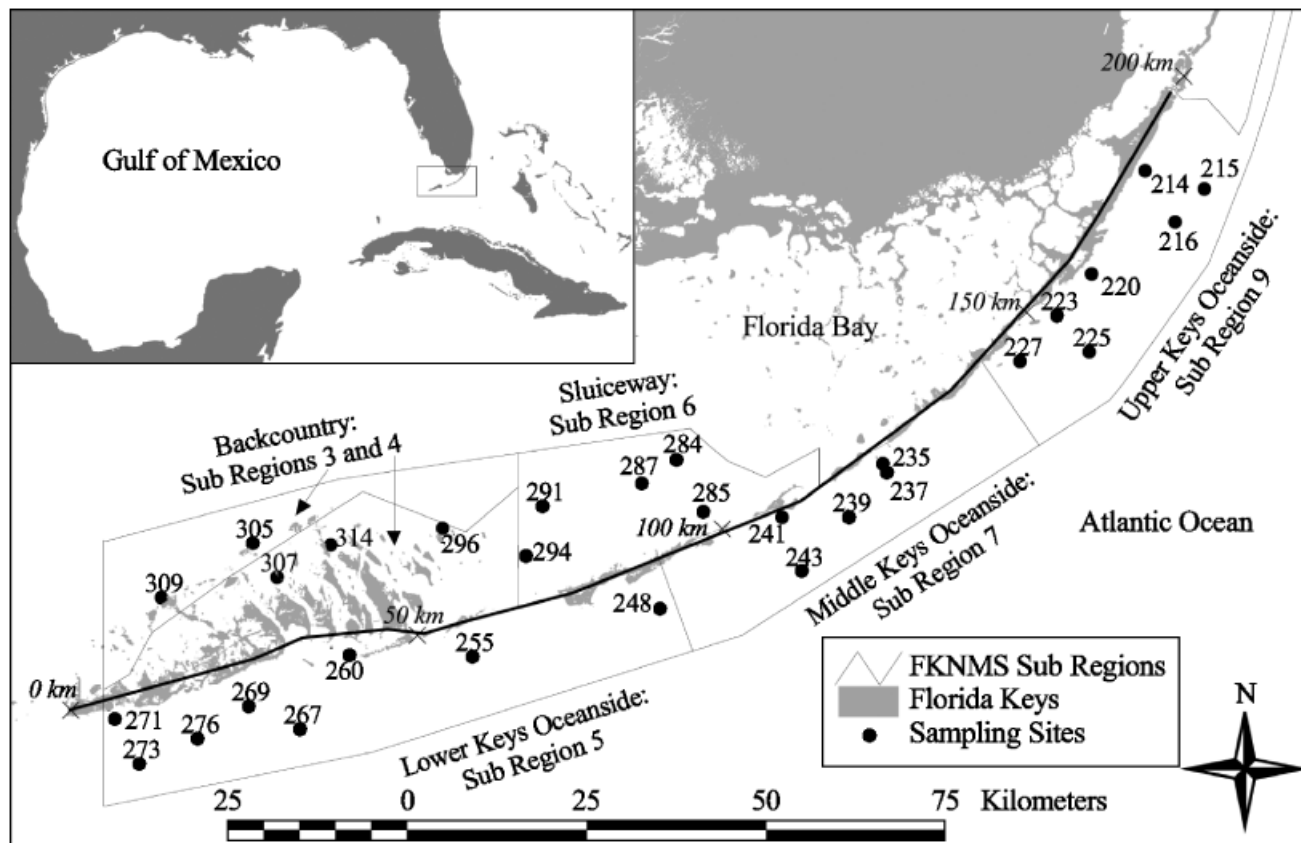 Gulf of Mexico
200 km
214
215
216
220
150 km
223
225
227
Upper Keys Oceanside:
Sub Region 9
Florida Bay
Sluiceway:
Sub Region 6
Backcountry:
Sub Regions 3 and 4
284
287
291
285
235
237
239
241
243
100 km
Middle Keys Oceanside:
Sub Region 7
Atlantic Ocean
305
314
296
294
307
309
248
50 km
255
260
0 km
271
269
267
276
273
Lower Keys Oceanside:
Sub Region 5
FKNMS Sub Regions
Florida Keys
Sampling Sites
N
25 0 25 50 75 Kilometers